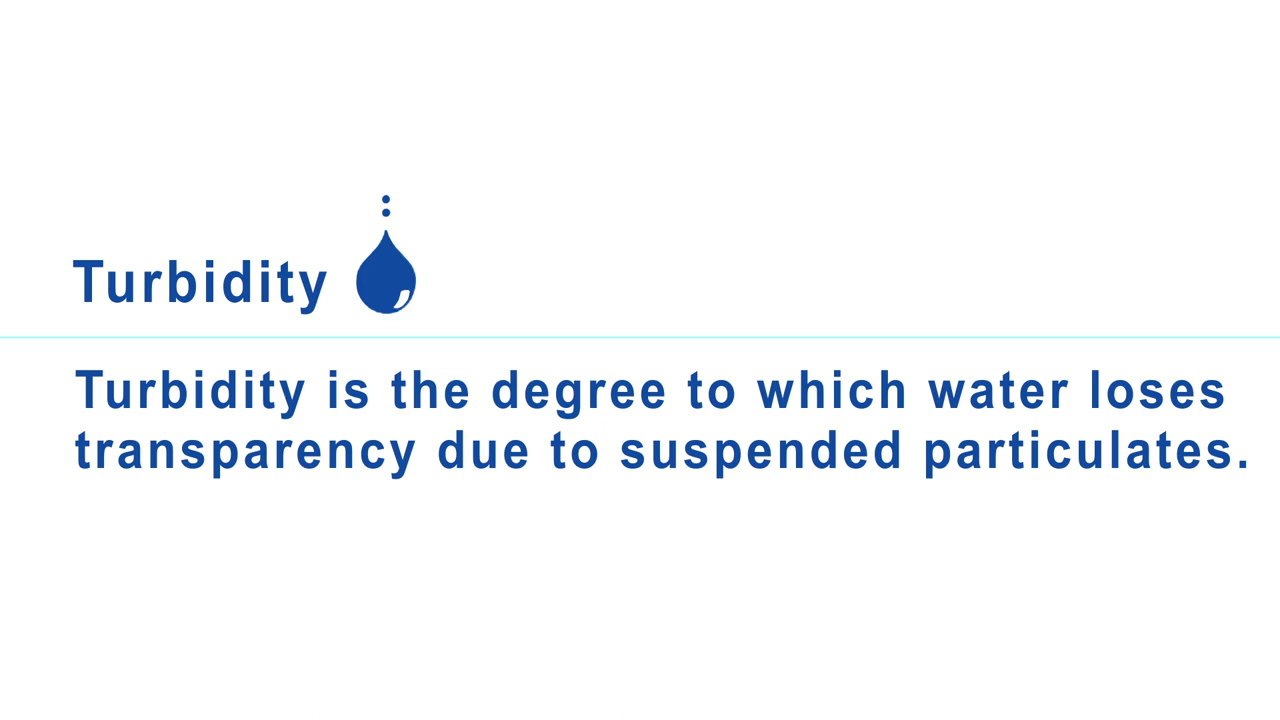 Turbidity
Turbidity is the degree to which water loses
transparency due to suspended particulates.